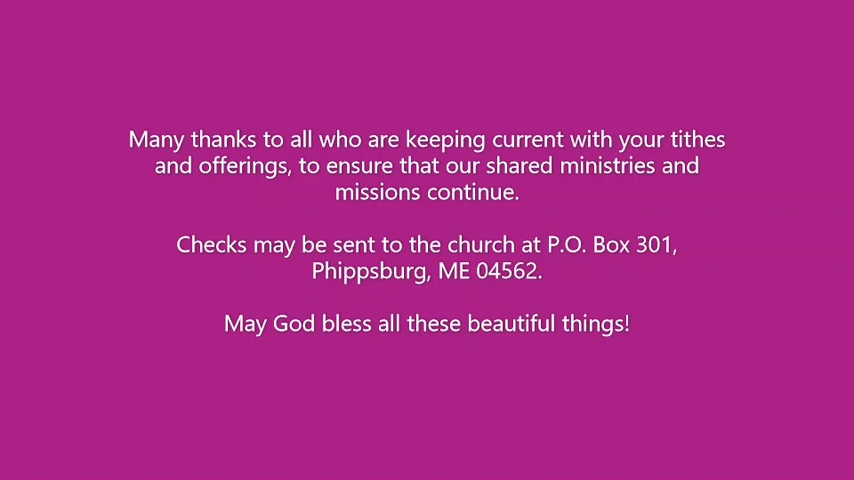 Many thanks to all who are keeping current with your tithes
and offerings, to ensure that our shared ministries and
missions continue.
Checks may be sent to the church at P.O. Box 301,
Phippsburg, ME 04562.
May God bless all these beautiful things!